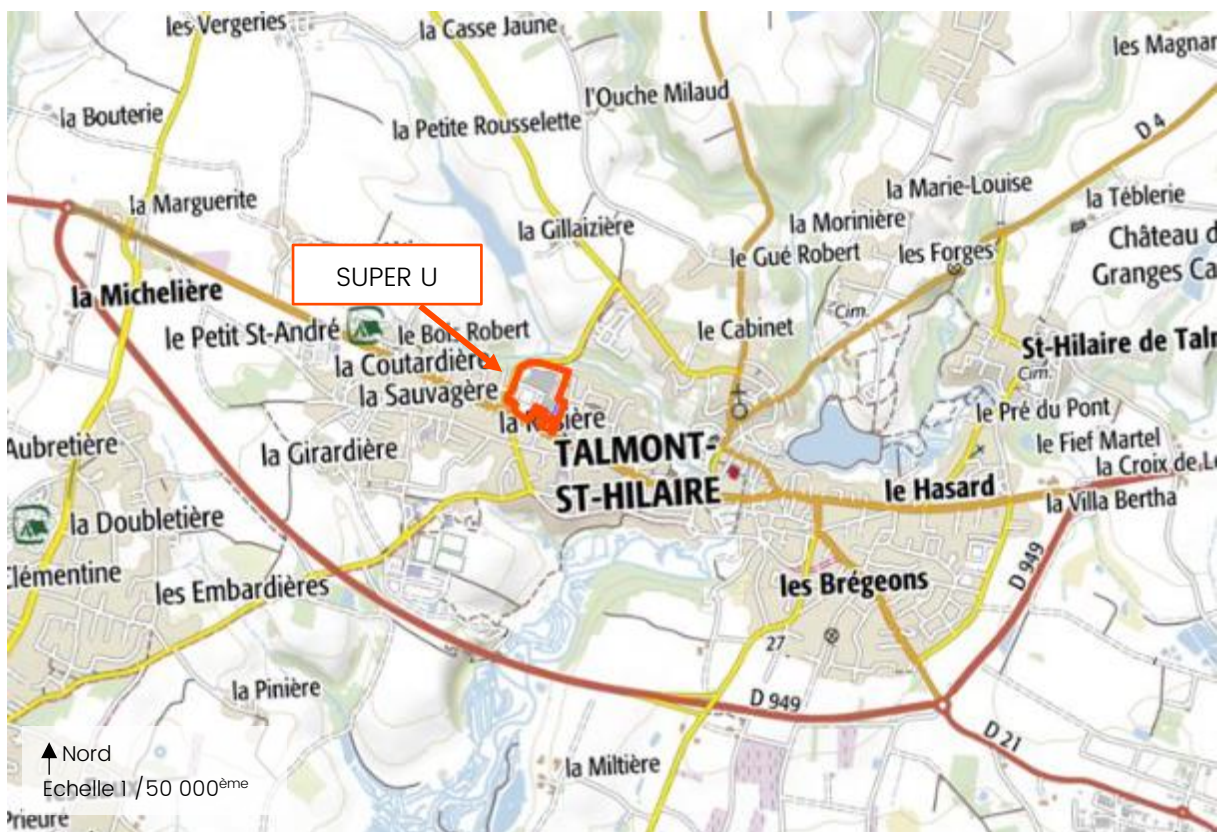 les Vergeries
la Casse Jaune
les Magnar
l'Ouche Milaud
la Bouterie
la Petite Rousselette
D 4
la Marie-Louise
la Marguerite
la Téblerie
la Morinière
la Gillaizière
Château d
le Gué Robert
les Forges
Granges Ca
SUPER U
la Michelière
Cim.
le Petit St-André
le Bois Robert
le Cabinet
St-Hilaire de Talm
la Coutardière
Cim.
la Sauvagère
le Pré du Pont
Aubretière
la Girardière
TALMONT-
ST-HILAIRE
le Fief Martel
la Croix de Le
le Hasard
la Villa Bertha
la Doubletière
Clémentine
les Embardières
les Brégeons
D 949
27
la Pinière
D 949
D 21
Nord
la Miltière
Echelle 1/50 000ème
Prieuré